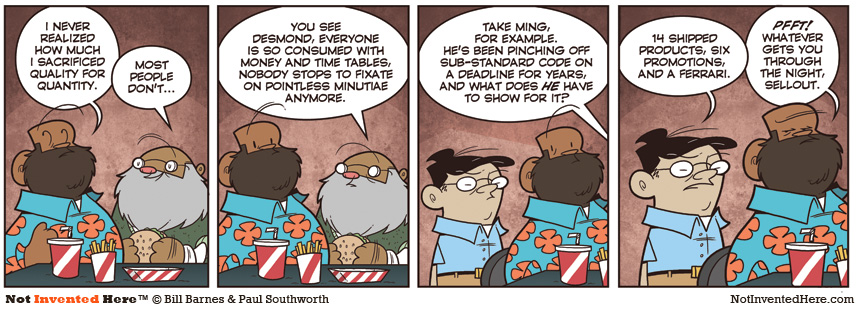 I NEVER
REALIZED
HOW MUCH
I SACRIFICED
QUALITY FOR
QUANTITY.
MOST
PEOPLE
DON'T...
YOU SEE
DESMOND, EVERYONE
IS SO CONSUMED WITH
MONEY AND TIME TABLES,
NOBODY STOPS TO FIXATE
ON POINTLESS MINUTIAE
ANYMORE.
TAKE MING,
FOR EXAMPLE.
HE'S BEEN PINCHING OFF
SUB-STANDARD CODE ON
A DEADLINE FOR YEARS,
AND WHAT DOES HE HAVE
TO SHOW FOR IT?
14 SHIPPED
PRODUCTS, SIX
PROMOTIONS,
AND A FERRARI.
PFFT!
WHATEVER
GETS YOU
THROUGH
THE NIGHT,
SELLOUT.
Not Invented Here™ © Bill Barnes & Paul Southworth
NotInventedHere.com